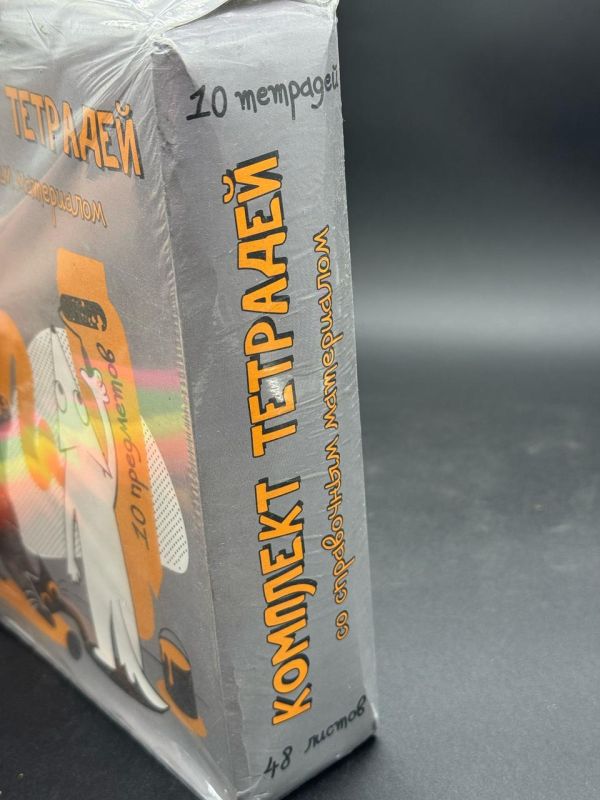 ТЕТРАДЕЙ
материалом
10 предметов
10 тетрадей
КОМПЛЕКТ ТЕТРАДЕЙ
со справочным материалом
48 листов